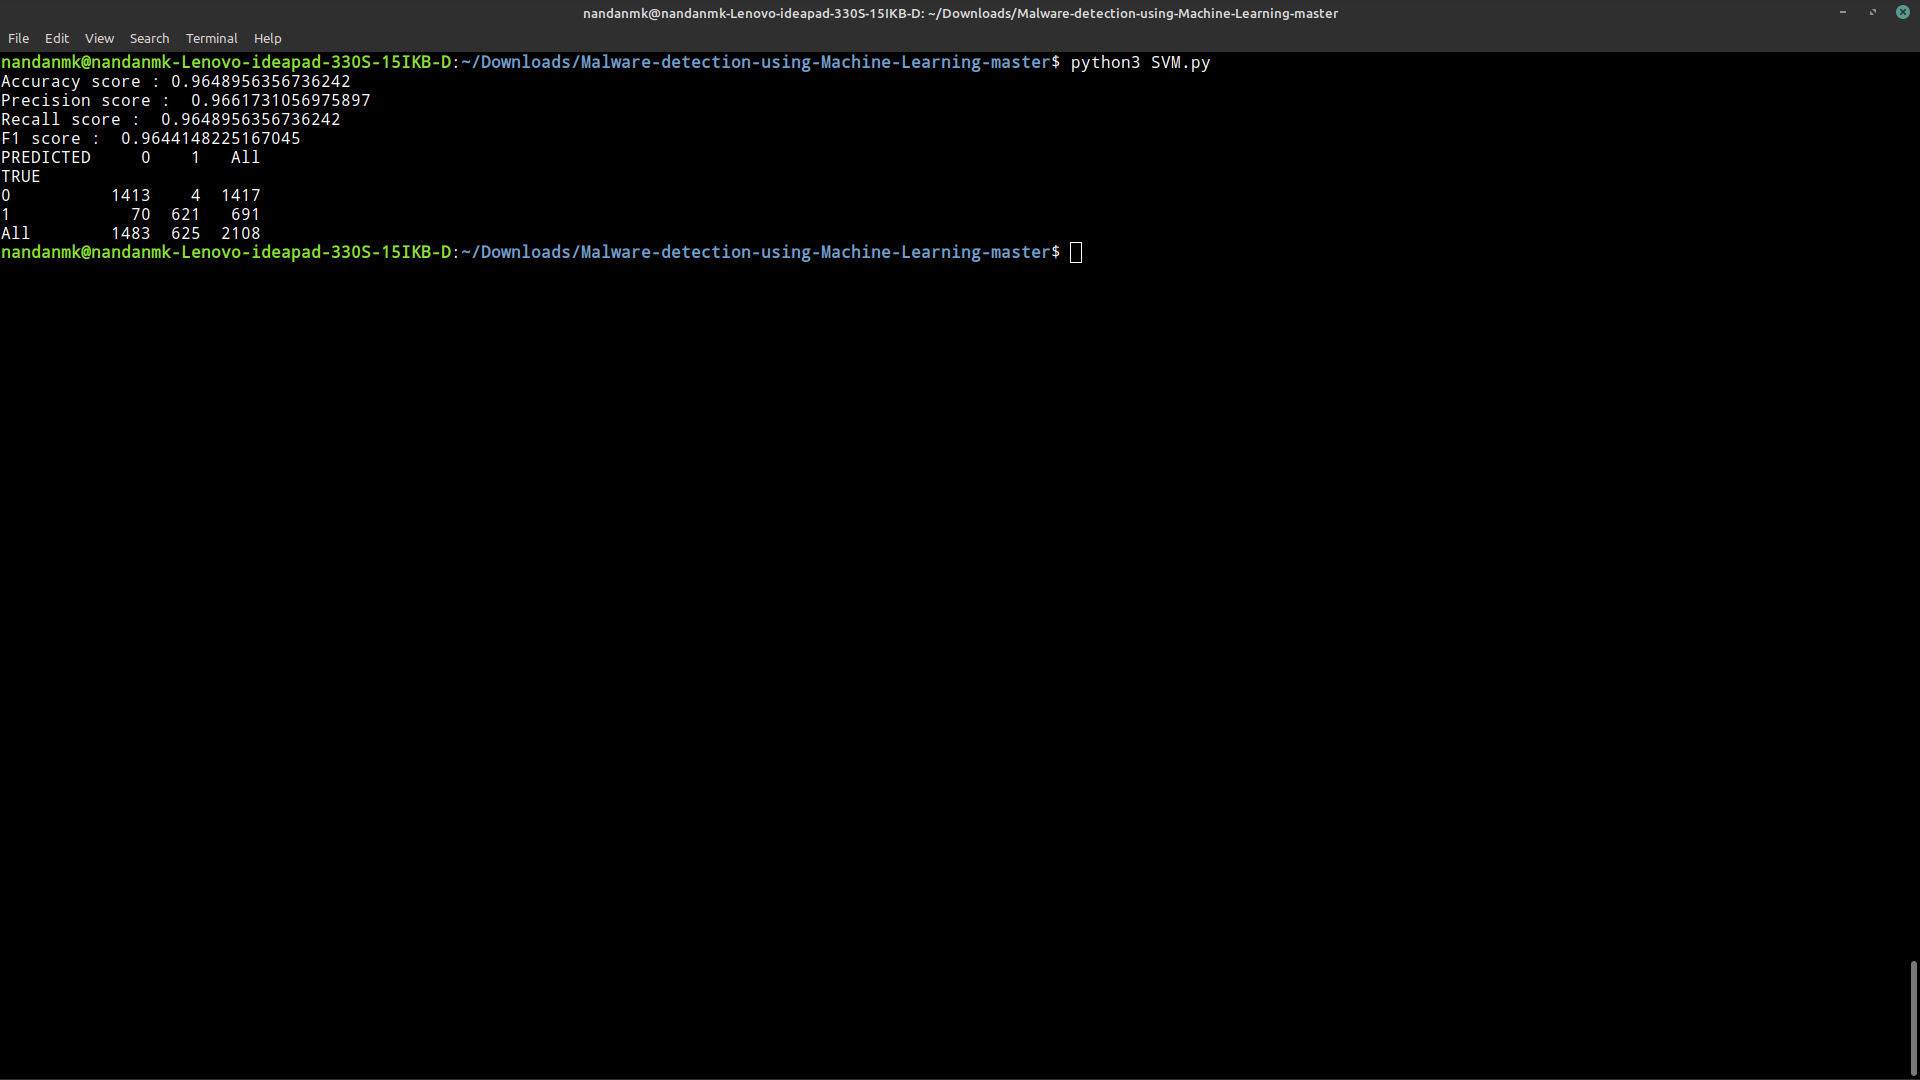 nandanmk@nandanmk-Lenovo-ideapad-330S-15IKB-D: ~/Downloads/Malware-detection-using-Machine-Learning-master
File Edit View Search Terminal Help
nandanmk@nandanmk-Lenovo-ideapad-330S-15IKB-D:~/Downloads/Malware-detection-using-Machine-Learning-master$ python3 SVM.py
Accuracy score : 0.9648956356736242
Precision score :  0.9661731056975897
Recall score :  0.9648956356736242
F1 score :  0.9644148225167045
PREDICTED     0    1   All
TRUE
0          1413    4  1417
1            70  621   691
All        1483  625  2108
nandanmk@nandanmk-Lenovo-ideapad-330S-15IKB-D:~/Downloads/Malware-detection-using-Machine-Learning-master$